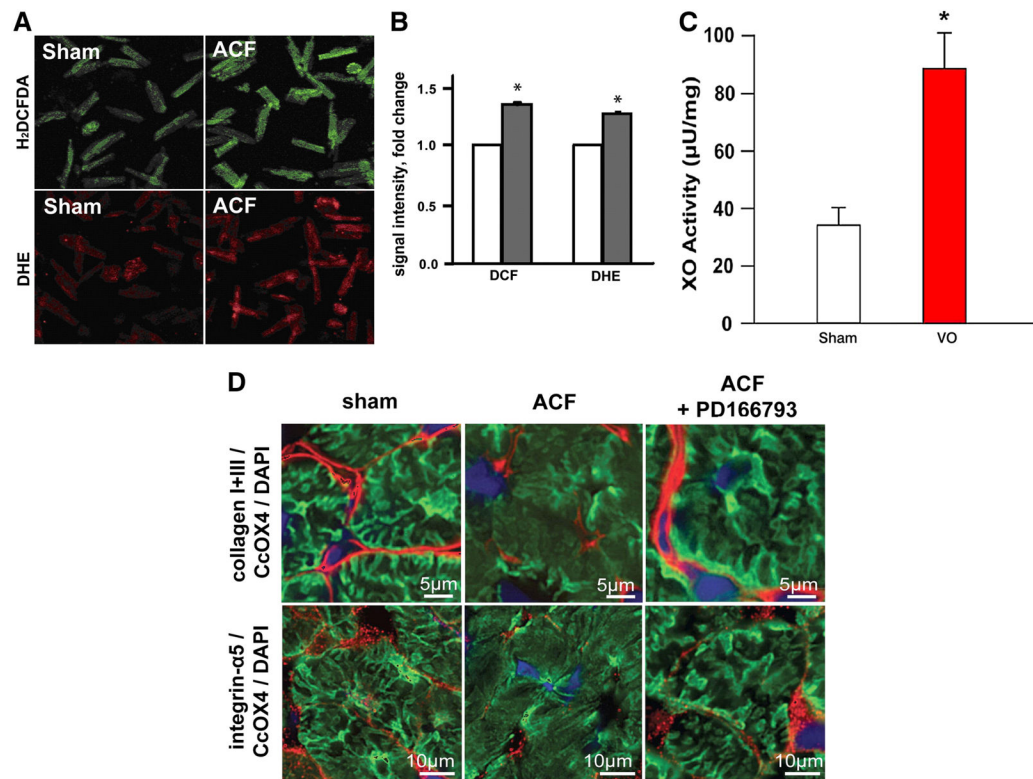 A
Sham
ACF
H₂DCFDA
Sham
ACF
DHE
B
signal intensity, fold change
1.5
1.0
0.5
0.0
*
*
DCF
DHE
C
XO Activity (µU/mg)
100
80
60
40
20
0
*
Sham
VO
D
sham
ACF
ACF
+ PD166793
collagen I+III /
CcOX4 / DAPI
5µm
5µm
5µm
integrin-α5 /
CcOX4 / DAPI
10µm
10µm
10µm